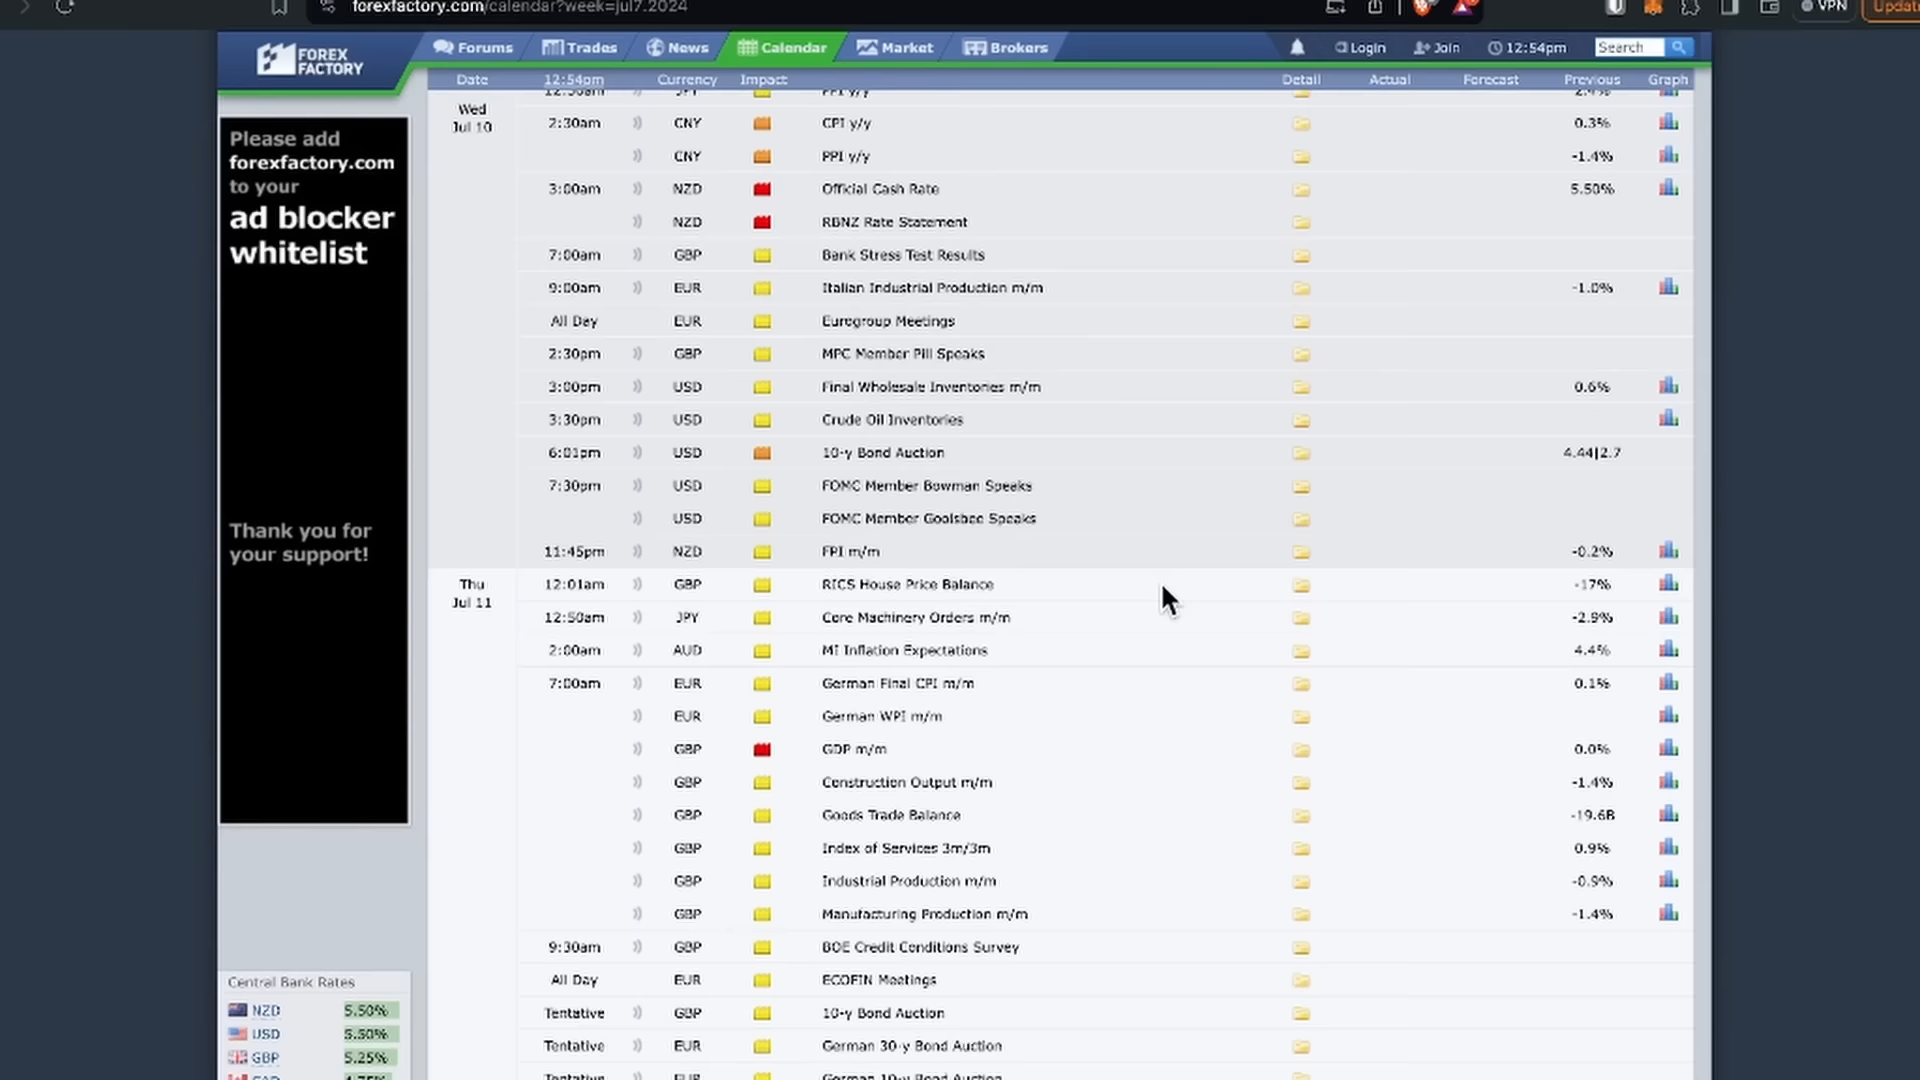 forexfactory.com/calendar?week=jul7.2024
VPN
FOREX FACTORY
Forums Trades News Calendar Market Brokers Login Join 12:54pm Search
Date 12:54pm Currency Impact Detail Actual Forecast Previous Graph
Wed Jul 10
2:30am CNY CPI y/y 0.3%
CNY PPI y/y -1.4%
3:00am NZD Official Cash Rate 5.50%
NZD RBNZ Rate Statement
7:00am GBP Bank Stress Test Results
9:00am EUR Italian Industrial Production m/m -1.0%
All Day EUR Eurogroup Meetings
2:30pm GBP MPC Member Pill Speaks
3:00pm USD Final Wholesale Inventories m/m 0.6%
3:30pm USD Crude Oil Inventories
6:01pm USD 10-y Bond Auction 4.44|2.7
7:30pm USD FOMC Member Bowman Speaks
USD FOMC Member Goolsbee Speaks
11:45pm NZD FPI m/m -0.2%
Thu Jul 11
12:01am GBP RICS House Price Balance -17%
12:50am JPY Core Machinery Orders m/m -2.9%
2:00am AUD MI Inflation Expectations 4.4%
7:00am EUR German Final CPI m/m 0.1%
EUR German WPI m/m
GBP GDP m/m 0.0%
GBP Construction Output m/m -1.4%
GBP Goods Trade Balance -19.6B
GBP Index of Services 3m/3m 0.9%
GBP Industrial Production m/m -0.9%
GBP Manufacturing Production m/m -1.4%
9:30am GBP BOE Credit Conditions Survey
All Day EUR ECOFIN Meetings
Tentative GBP 10-y Bond Auction
Tentative EUR German 30-y Bond Auction
Tentative EUR German 10-y Bond Auction
Please add
forexfactory.com
to your
ad blocker
whitelist
Thank you for
your support!
Central Bank Rates
NZD 5.50%
USD 5.50%
GBP 5.25%